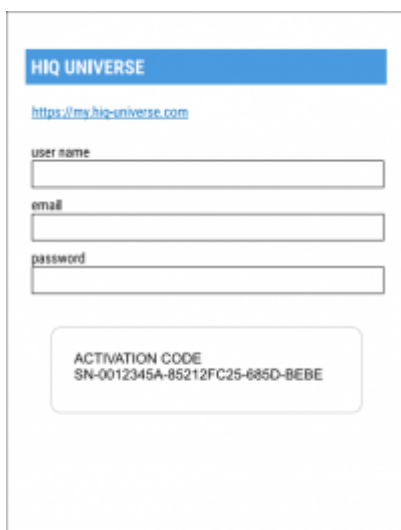 HIQ UNIVERSE
https://my.hiq-universe.com
user name
email
password
ACTIVATION CODE
SN-0012345A-85212FC25-685D-BEBE